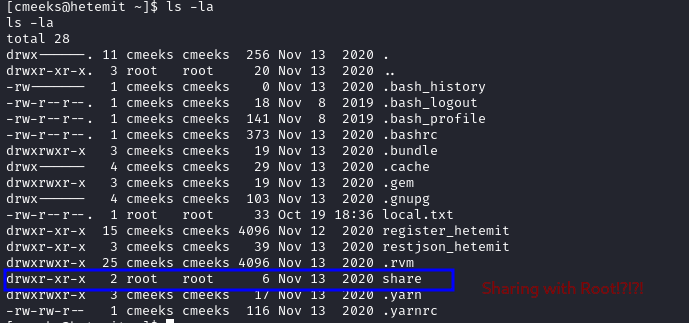 [cmeeks@hetemit ~]$ ls -la
ls -la
total 28
drwx------. 11 cmeeks cmeeks  256 Nov 13  2020 .
drwxr-xr-x.  3 root   root     20 Nov 13  2020 ..
-rw-------   1 cmeeks cmeeks    0 Nov 13  2020 .bash_history
-rw-r--r--.  1 cmeeks cmeeks   18 Nov  8  2019 .bash_logout
-rw-r--r--.  1 cmeeks cmeeks  141 Nov  8  2019 .bash_profile
-rw-r--r--   1 cmeeks cmeeks  373 Nov 13  2020 .bashrc
drwxrwxr-x   3 cmeeks cmeeks   19 Nov 13  2020 .bundle
drwx------   4 cmeeks cmeeks   29 Nov 13  2020 .cache
drwxrwxr-x   3 cmeeks cmeeks   19 Nov 13  2020 .gem
drwx------   4 cmeeks cmeeks  103 Nov 13  2020 .gnupg
-rw-r--r--.  1 root   root     33 Oct 19 18:36 local.txt
drwxr-xr-x  15 cmeeks cmeeks 4096 Nov 12  2020 register_hetemit
drwxr-xr-x   3 cmeeks cmeeks   39 Nov 13  2020 restjson_hetemit
drwxrwxr-x  25 cmeeks cmeeks 4096 Nov 13  2020 .rvm
drwxr-xr-x   2 root   root      6 Nov 13  2020 share
Sharing with Root!?!?!
drwxrwxr-x   3 cmeeks cmeeks   17 Nov 13  2020 .yarn
-rw-rw-r--   1 cmeeks cmeeks  116 Nov 13  2020 .yarnrc
[cmeeks@hetemit ~]$